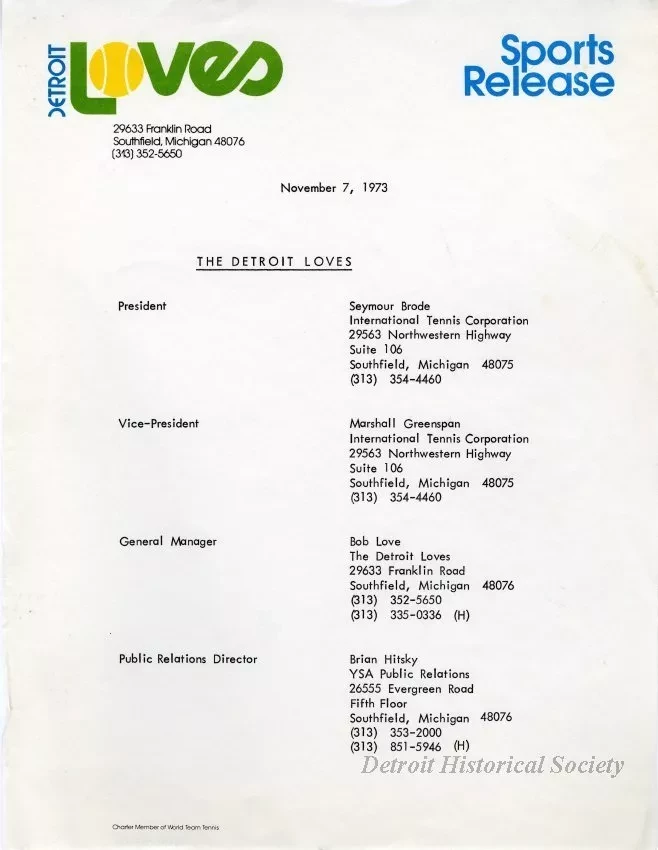 DETROIT LOVES
Sports
Release
29633 Franklin Road
Southfield, Michigan 48076
(313) 352-5650
November 7, 1973
THE DETROIT LOVES
President
Seymour Brode
International Tennis Corporation
29563 Northwestern Highway
Suite 106
Southfield, Michigan 48075
(313) 354-4460
Vice-President
Marshall Greenspan
International Tennis Corporation
29563 Northwestern Highway
Suite 106
Southfield, Michigan 48075
(313) 354-4460
General Manager
Bob Love
The Detroit Loves
29633 Franklin Road
Southfield, Michigan 48076
(313) 352-5650
(313) 335-0336 (H)
Public Relations Director
Brian Hitsky
YSA Public Relations
26555 Evergreen Road
Fifth Floor
Southfield, Michigan 48076
(313) 353-2000
(313) 851-5946 (H)
Detroit Historical Society
Charter Member of World Team Tennis